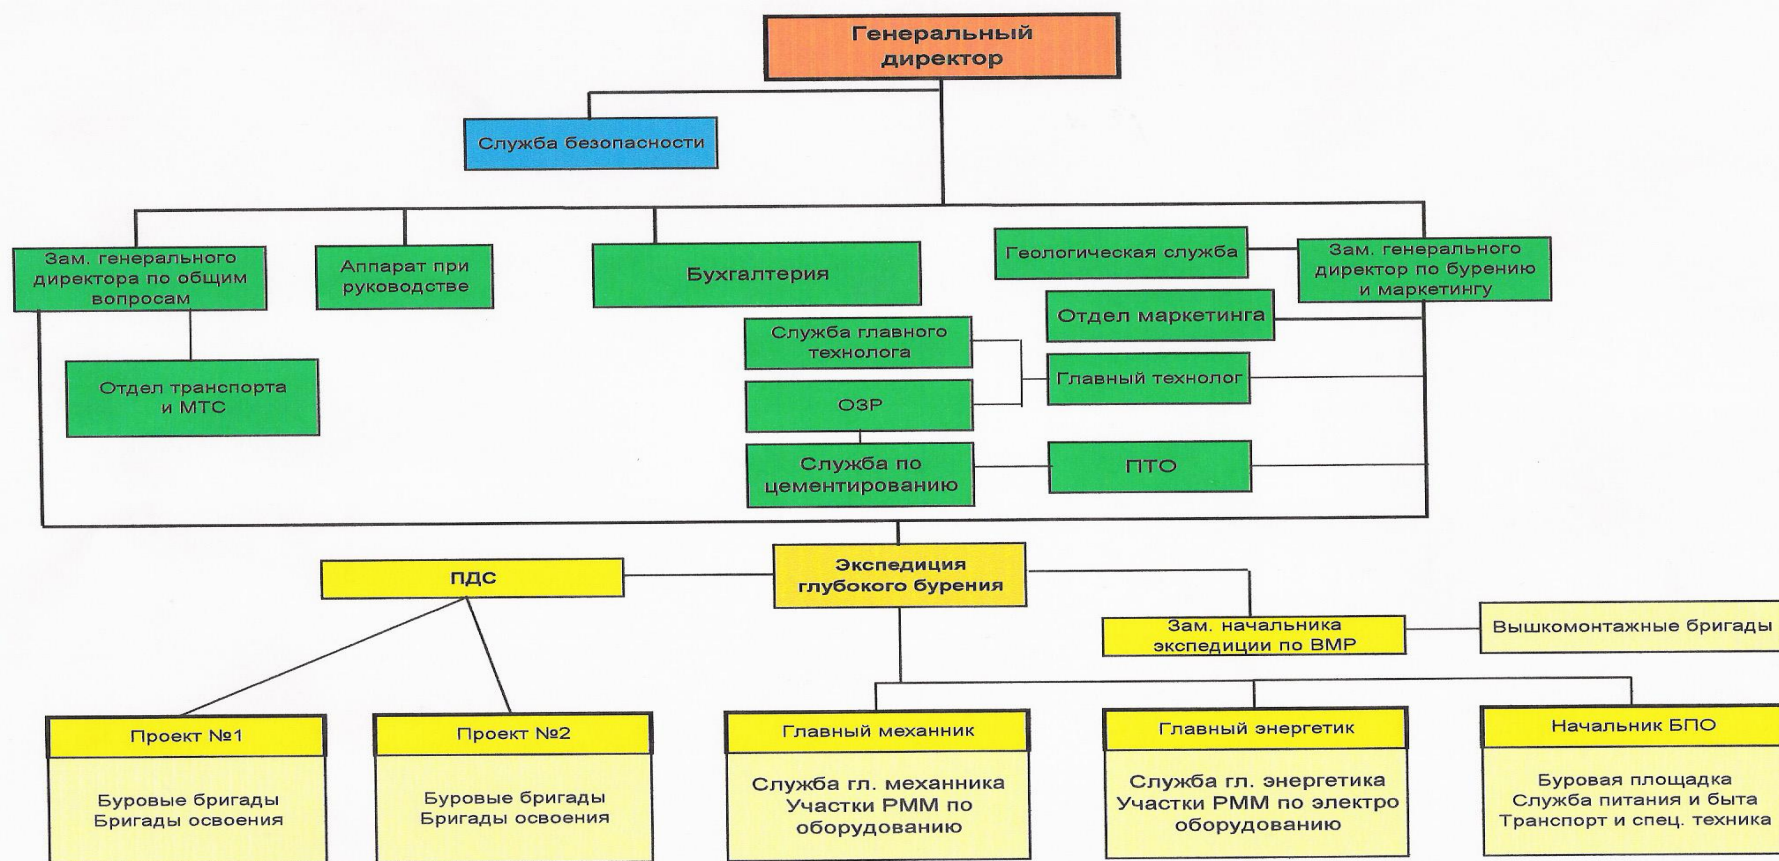 Генеральный
директор
Служба безопасности
Зам. генерального
директора по общим
вопросам
Аппарат при
руководстве
Бухгалтерия
Геологическая служба
Зам. генерального
директор по бурению
и маркетингу
Отдел маркетинга
Служба главного
технолога
Главный технолог
Отдел транспорта
и МТС
ОЗР
Служба по
цементированию
ПТО
ПДС
Экспедиция
глубокого бурения
Зам. начальника
экспедиции по ВМР
Вышкомонтажные бригады
Проект №1
Буровые бригады
Бригады освоения
Проект №2
Буровые бригады
Бригады освоения
Главный механник
Служба гл. механника
Участки РММ по
оборудованию
Главный энергетик
Служба гл. энергетика
Участки РММ по электро
оборудованию
Начальник БПО
Буровая площадка
Служба питания и быта
Транспорт и спец. техника